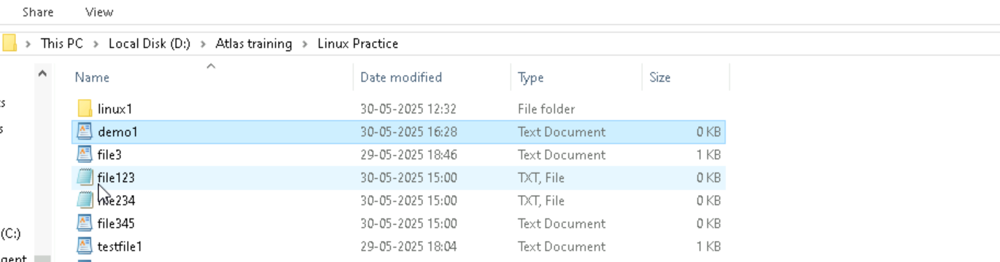 Share View
This PC > Local Disk (D:) > Atlas training > Linux Practice
Name Date modified Type Size
linux1 30-05-2025 12:32 File folder
demo1 30-05-2025 16:28 Text Document 0 KB
file3 29-05-2025 18:46 Text Document 1 KB
file123 30-05-2025 15:00 TXT, File 0 KB
file234 30-05-2025 15:00 TXT, File 0 KB
file345 30-05-2025 15:00 Text Document 0 KB
(C:)
testfile1 29-05-2025 18:04 Text Document 1 KB